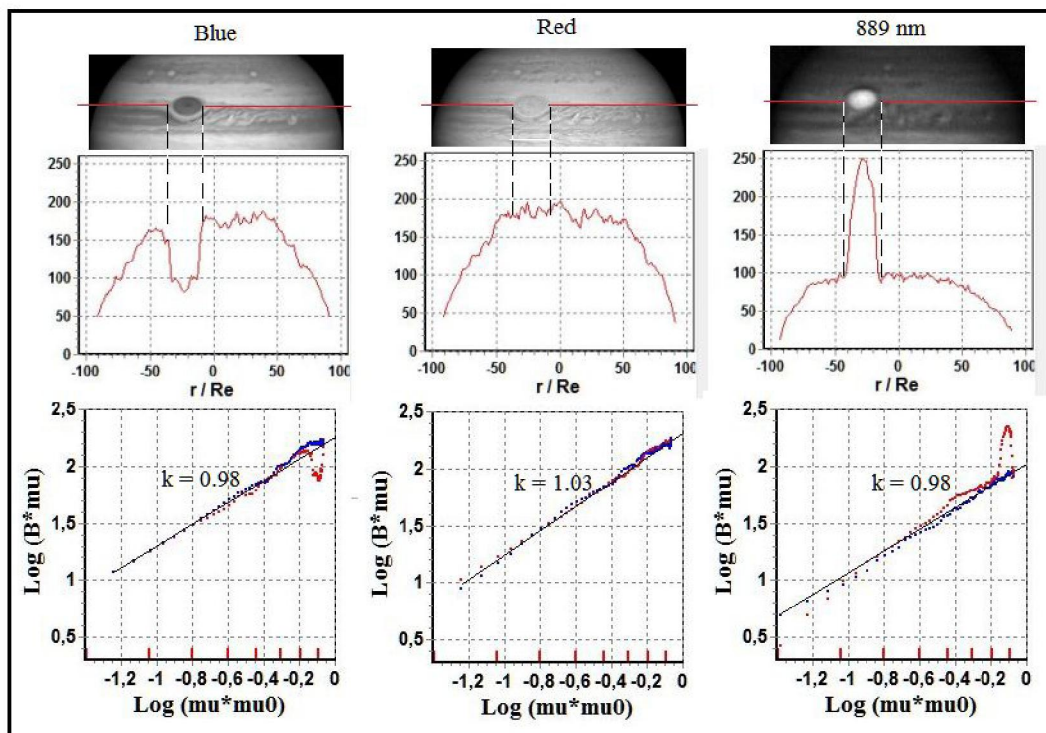 Blue Red 889 nm
250
200
150
100
50
0
-100 -50 0 50 100
r / Re
250
200
150
100
50
0
-100 -50 0 50 100
r / Re
250
200
150
100
50
0
-100 -50 0 50 100
r / Re
2,5
2
1,5
1
0,5
Log (B*mu)
k = 0.98
-1,2 -1 -0,8 -0,6 -0,4 -0,2 0
Log (mu*mu0)
2,5
2
1,5
1
0,5
Log (B*mu)
k = 1.03
-1,2 -1 -0,8 -0,6 -0,4 -0,2 0
Log (mu*mu0)
2,5
2
1,5
1
0,5
Log (B*mu)
k = 0.98
-1,2 -1 -0,8 -0,6 -0,4 -0,2 0
Log (mu*mu0)